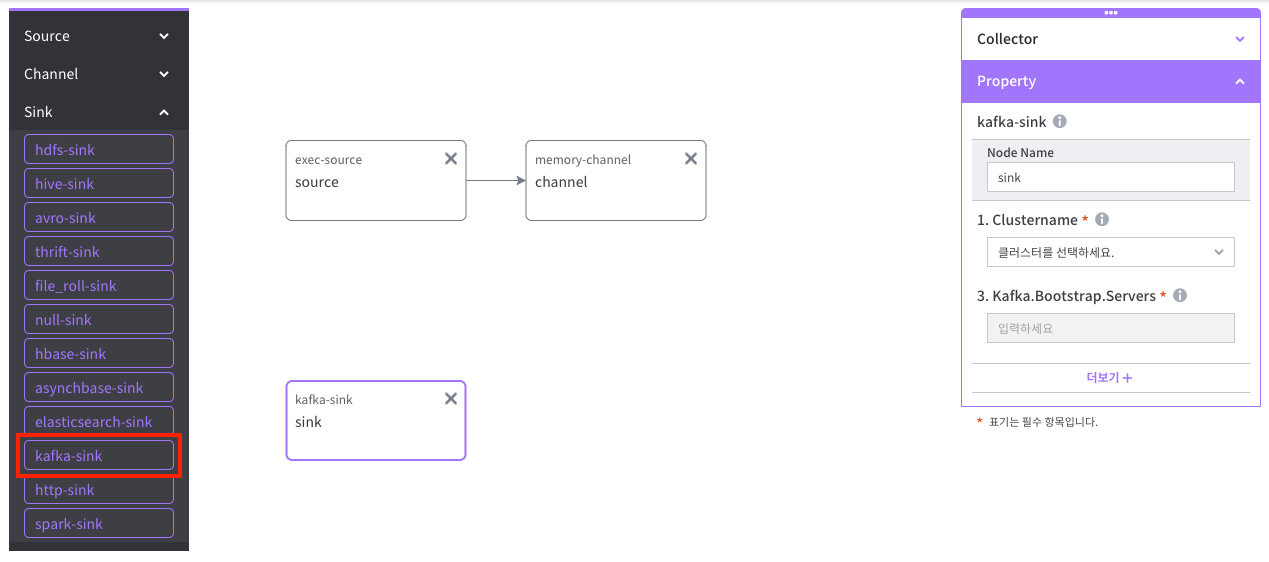 Source
Channel
Sink
hdfs-sink
hive-sink
avro-sink
thrift-sink
file_roll-sink
null-sink
hbase-sink
asynchbase-sink
elasticsearch-sink
kafka-sink
http-sink
spark-sink
exec-source
source
memory-channel
channel
kafka-sink
sink
Collector
Property
kafka-sink
Node Name
sink
1. Clustername *
클러스터를 선택하세요.
3. Kafka.Bootstrap.Servers *
입력하세요
더보기 +
* 표기는 필수 항목입니다.